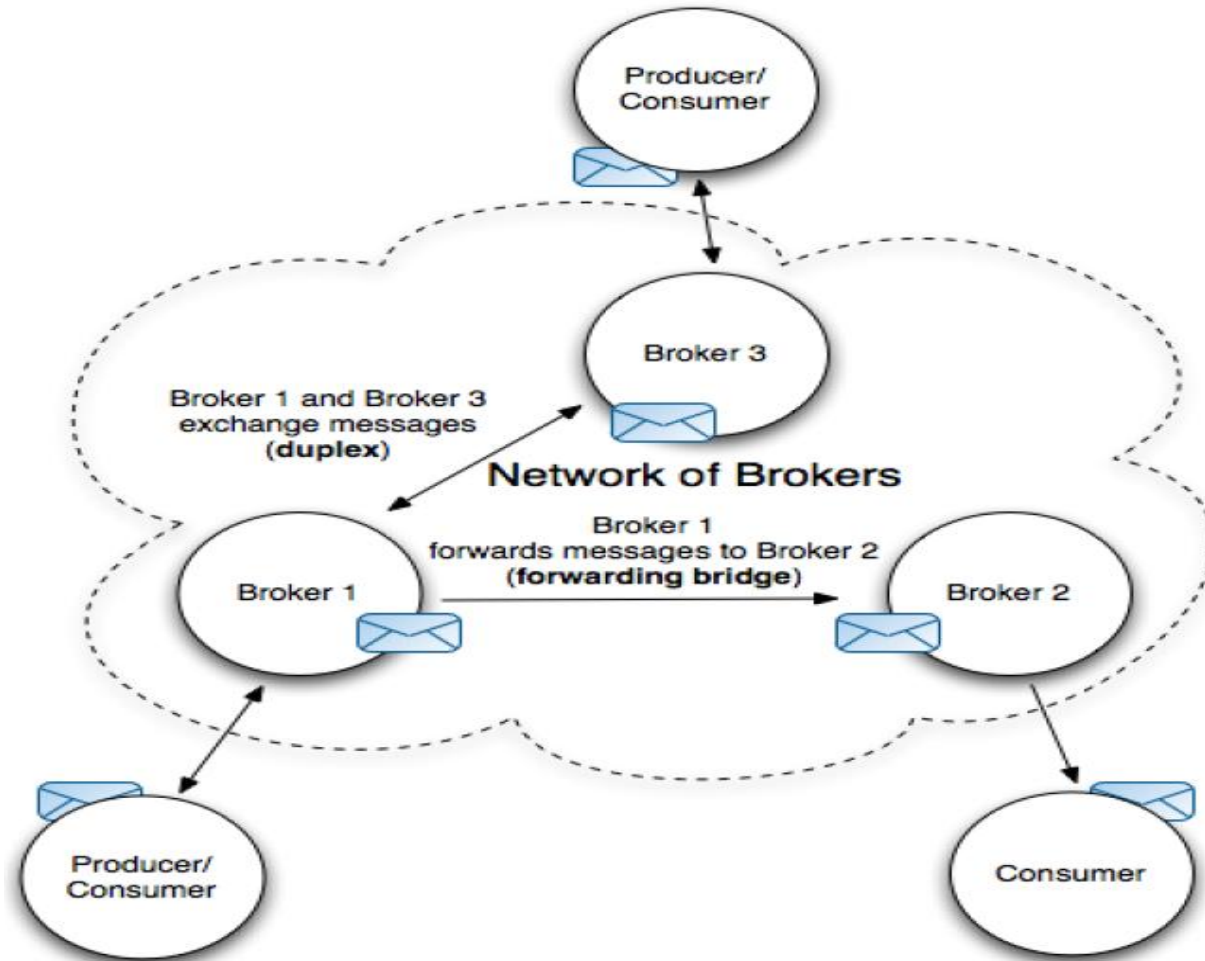 Producer/
Consumer
Broker 3
Broker 1 and Broker 3
exchange messages
(duplex)
Network of Brokers
Broker 1
forwards messages to Broker 2
(forwarding bridge)
Broker 1
Broker 2
Producer/
Consumer
Consumer